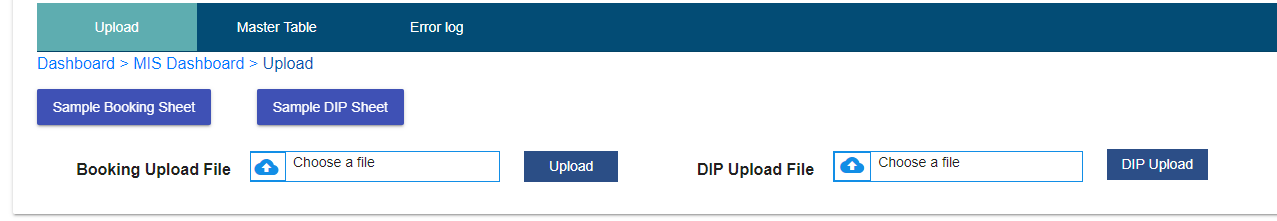 Upload Master Table Error log
Dashboard > MIS Dashboard > Upload
Sample Booking Sheet Sample DIP Sheet
Booking Upload File Choose a file Upload DIP Upload File Choose a file DIP Upload